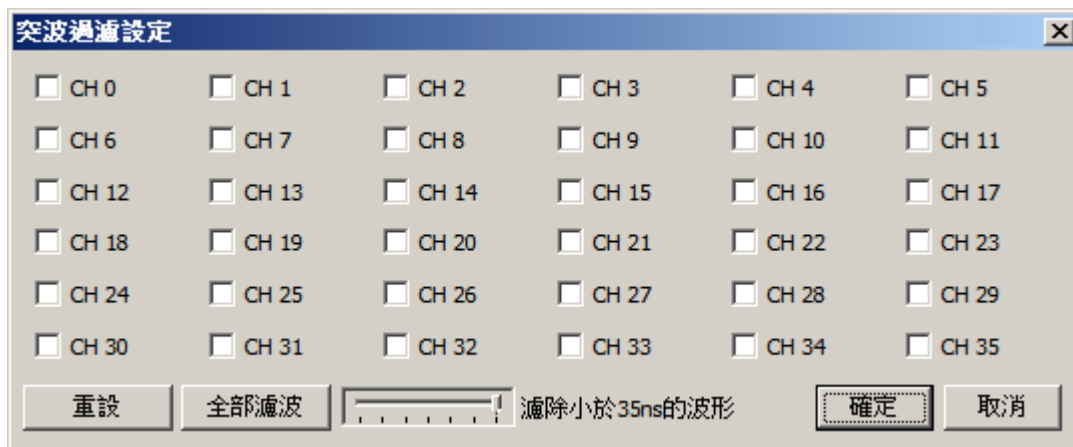 突波過濾設定
CH 0 CH 1 CH 2 CH 3 CH 4 CH 5
CH 6 CH 7 CH 8 CH 9 CH 10 CH 11
CH 12 CH 13 CH 14 CH 15 CH 16 CH 17
CH 18 CH 19 CH 20 CH 21 CH 22 CH 23
CH 24 CH 25 CH 26 CH 27 CH 28 CH 29
CH 30 CH 31 CH 32 CH 33 CH 34 CH 35
重設 全部濾波 濾除小於35ns的波形 確定 取消